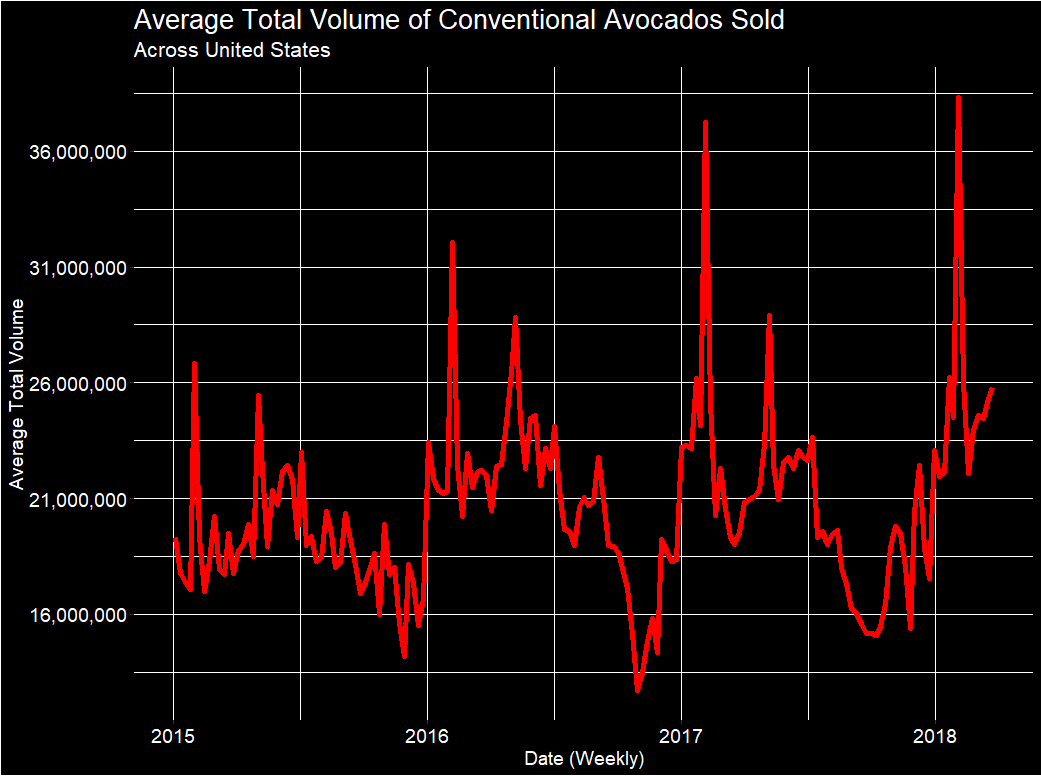 Average Total Volume of Conventional Avocados Sold
Across United States
Average Total Volume
36,000,000
31,000,000
26,000,000
21,000,000
16,000,000
2015
2016
2017
2018
Date (Weekly)